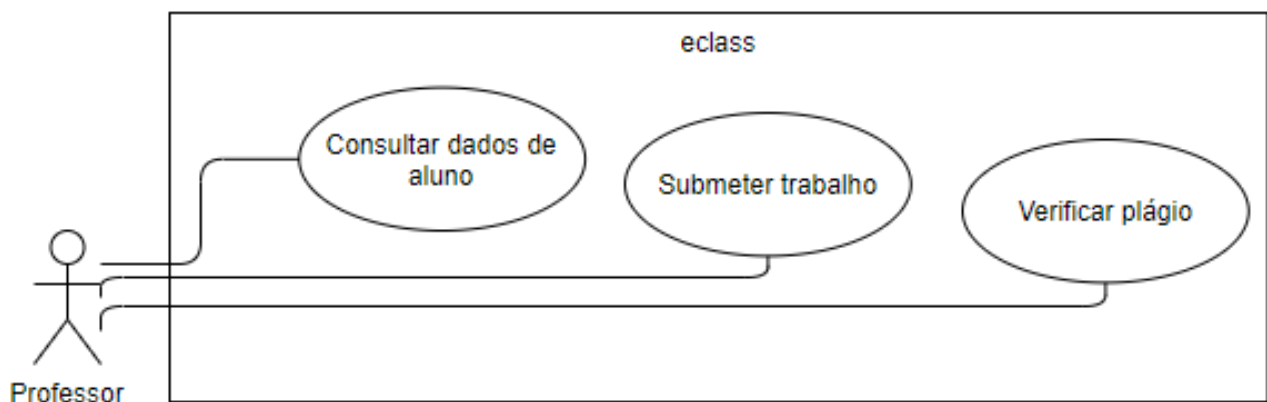 eclass
Consultar dados de
aluno
Submeter trabalho
Verificar plágio
Professor